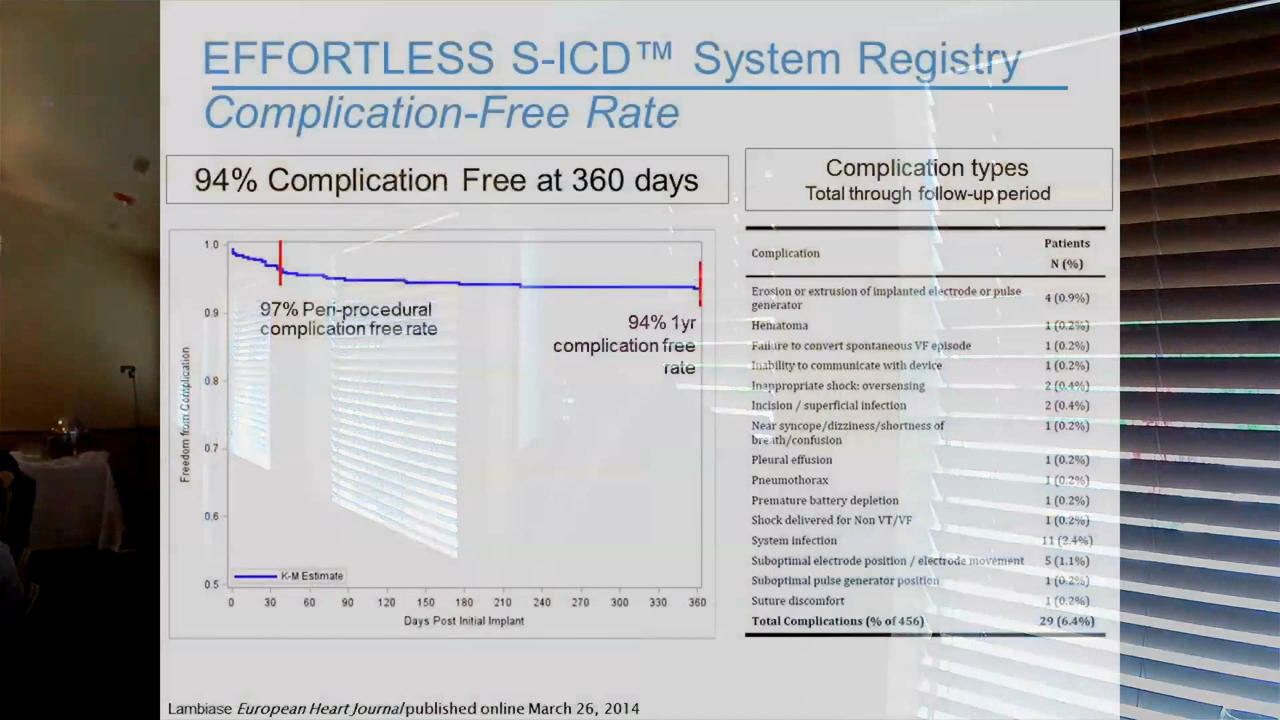 EFFORTLESS S-ICD™ System Registry
Complication-Free Rate
94% Complication Free at 360 days
Complication types
Total through follow-up period
1.0
0.9
0.8
0.7
0.6
0.5
Freedom from Complication
97% Peri-procedural
complication free rate
94% 1yr
complication free
rate
K-M Estimate
0 30 60 90 120 150 180 210 240 270 300 330 360
Days Post Initial Implant
Complication
Patients
N (%)
Erosion or extrusion of implanted electrode or pulse
generator 4 (0.9%)
Hematoma 1 (0.2%)
Failure to convert spontaneous VF episode 1 (0.2%)
Inability to communicate with device 1 (0.2%)
Inappropriate shock: oversensing 2 (0.4%)
Incision / superficial infection 2 (0.4%)
Near syncope/dizziness/shortness of
breath/confusion 1 (0.2%)
Pleural effusion 1 (0.2%)
Pneumothorax 1 (0.2%)
Premature battery depletion 1 (0.2%)
Shock delivered for Non VT/VF 1 (0.2%)
System infection 11 (2.4%)
Suboptimal electrode position / electrode movement 5 (1.1%)
Suboptimal pulse generator position 1 (0.2%)
Suture discomfort 1 (0.2%)
Total Complications (% of 456) 29 (6.4%)
Lambiase European Heart Journal published online March 26, 2014